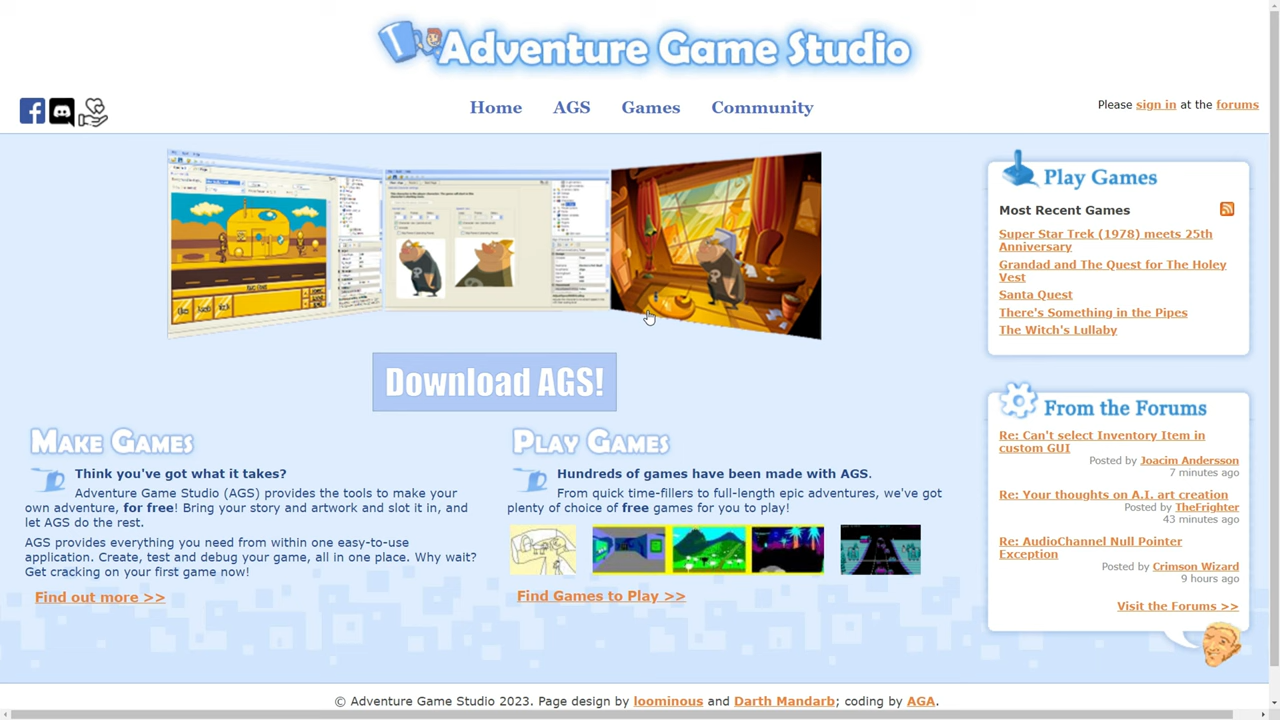 Adventure Game Studio
Home
AGS
Games
Community
Please sign in at the forums
Download AGS!
Make Games
Think you've got what it takes?
Adventure Game Studio (AGS) provides the tools to make your
own adventure, for free! Bring your story and artwork and slot it in, and
let AGS do the rest.
AGS provides everything you need from within one easy-to-use
application. Create, test and debug your game, all in one place. Why wait?
Get cracking on your first game now!
Find out more >>
Play Games
Hundreds of games have been made with AGS.
From quick time-fillers to full-length epic adventures, we've got
plenty of choice of free games for you to play!
Find Games to Play >>
Play Games
Most Recent Games
Super Star Trek (1978) meets 25th
Anniversary
Grandad and The Quest for The Holey
Vest
Santa Quest
There's Something in the Pipes
The Witch's Lullaby
From the Forums
Re: Can't select Inventory Item in
custom GUI
Posted by Joacim Andersson
7 minutes ago
Re: Your thoughts on A.I. art creation
Posted by TheFrighter
43 minutes ago
Re: AudioChannel Null Pointer
Exception
Posted by Crimson Wizard
9 hours ago
Visit the Forums >>
© Adventure Game Studio 2023. Page design by loominous and Darth Mandarb; coding by AGA.